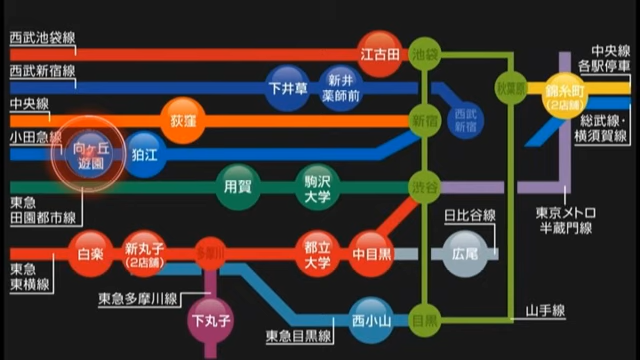 西武池袋線
江古田
池袋
中央線
各駅停車
西武新宿線
下井草
新井
薬師前
秋葉原
錦糸町
(2店舗)
中央線
荻窪
新宿
西武
新宿
小田急線
向ヶ丘
遊園
狛江
総武線・
横須賀線
用賀
駒沢
大学
渋谷
東急
田園都市線
日比谷線
東京メトロ
半蔵門線
白楽
新丸子
(2店舗)
多摩川
都立
大学
中目黒
広尾
東急
東横線
東急多摩川線
下丸子
東急目黒線
西小山
目黒
山手線